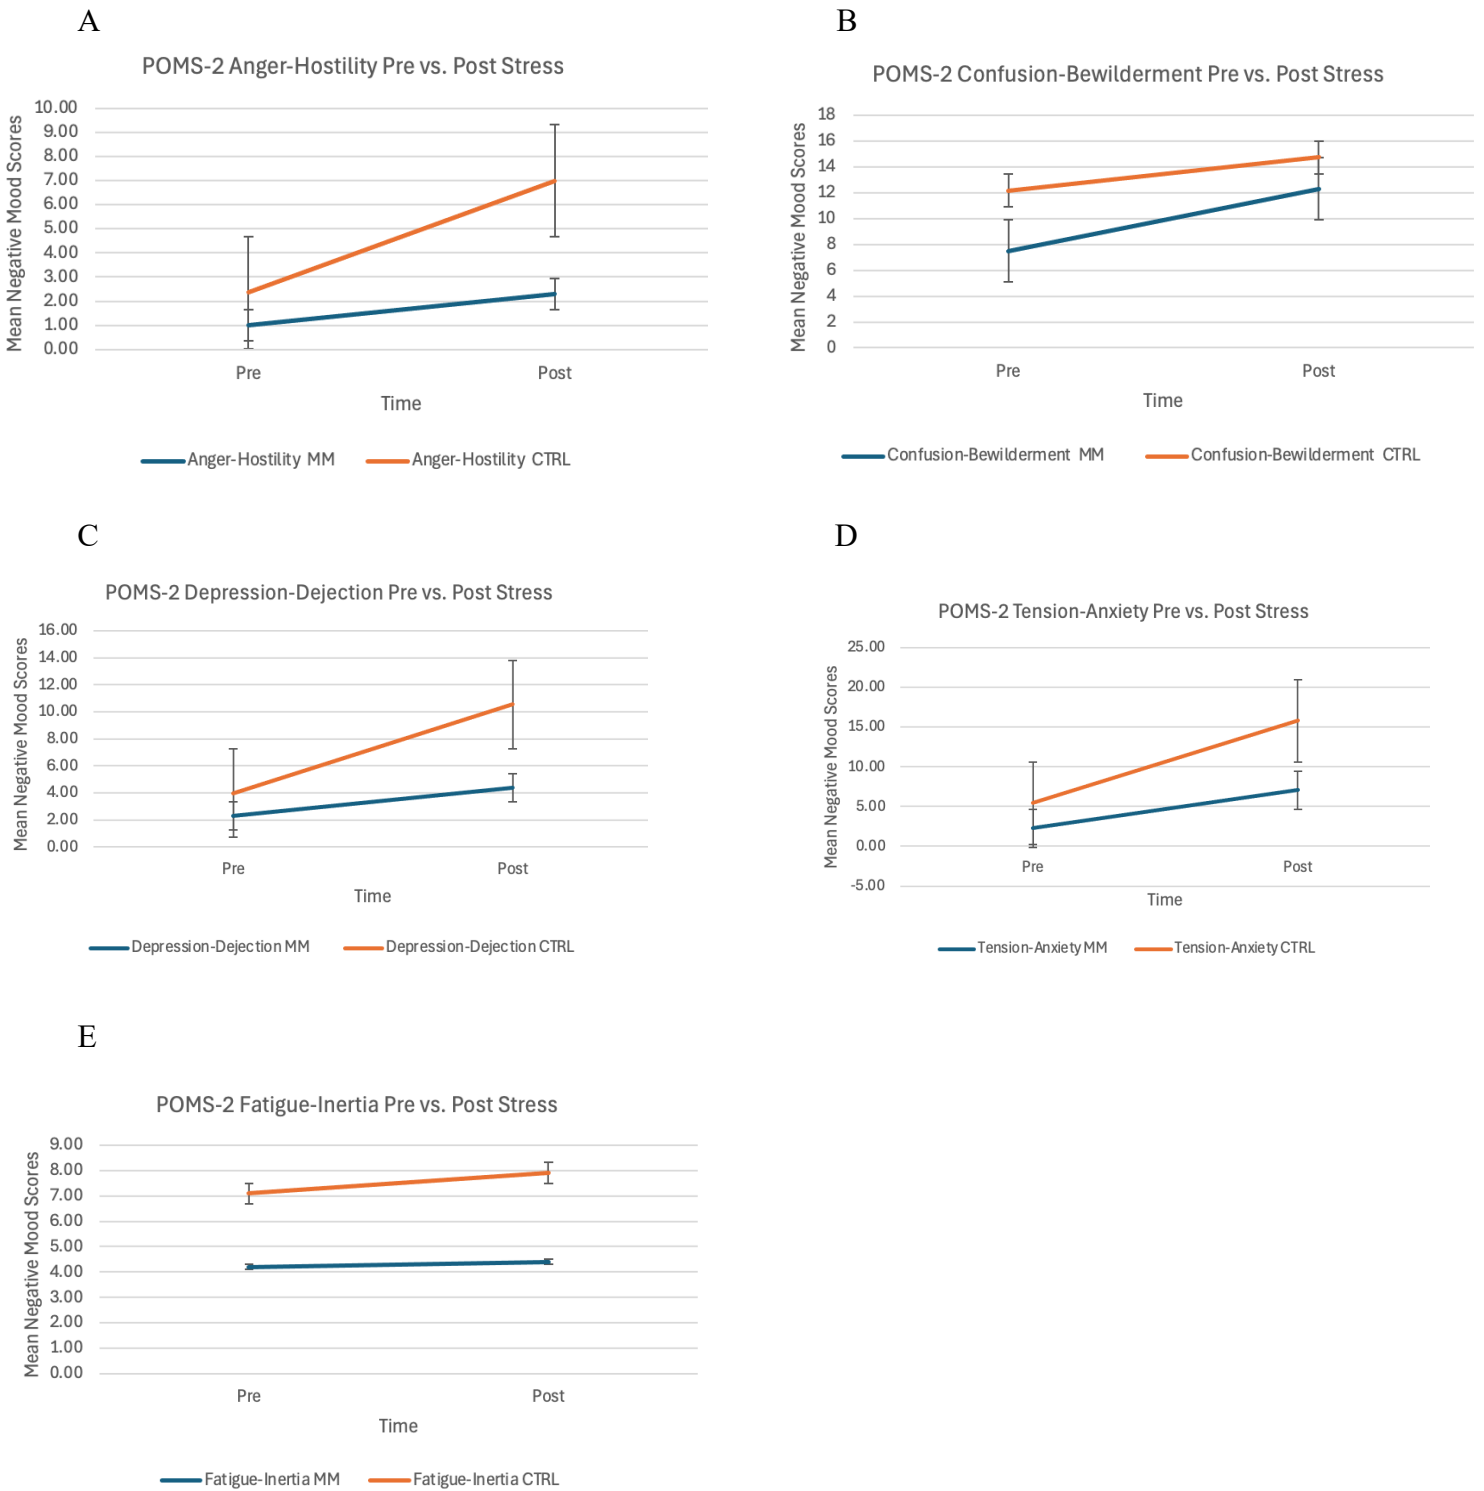 A
POMS-2 Anger-Hostility Pre vs. Post Stress
Mean Negative Mood Scores
10.00
9.00
8.00
7.00
6.00
5.00
4.00
3.00
2.00
1.00
0.00
Pre
Post
Time
Anger-Hostility MM
Anger-Hostility CTRL
B
POMS-2 Confusion-Bewilderment Pre vs. Post Stress
Mean Negative Mood Scores
18
16
14
12
10
8
6
4
2
0
Pre
Post
Time
Confusion-Bewilderment MM
Confusion-Bewilderment CTRL
C
POMS-2 Depression-Dejection Pre vs. Post Stress
Mean Negative Mood Scores
16.00
14.00
12.00
10.00
8.00
6.00
4.00
2.00
0.00
Pre
Post
Time
Depression-Dejection MM
Depression-Dejection CTRL
D
POMS-2 Tension-Anxiety Pre vs. Post Stress
Mean Negative Mood Scores
25.00
20.00
15.00
10.00
5.00
0.00
-5.00
Pre
Post
Time
Tension-Anxiety MM
Tension-Anxiety CTRL
E
POMS-2 Fatigue-Inertia Pre vs. Post Stress
Mean Negative Mood Scores
9.00
8.00
7.00
6.00
5.00
4.00
3.00
2.00
1.00
0.00
Pre
Post
Time
Fatigue-Inertia MM
Fatigue-Inertia CTRL